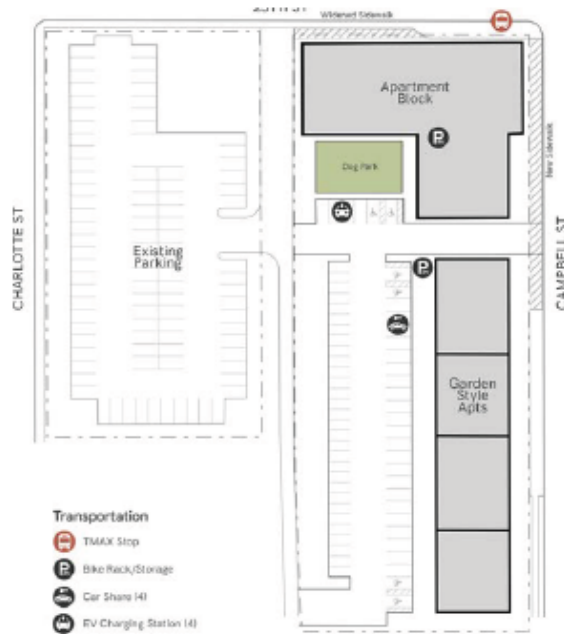 Widened Sidewalk
Apartment
Block
P
Dog Park
New Sidewalk
CHARLOTTE ST
CAMPBELL ST
Existing
Parking
P
Garden
Style
Apts
Transportation
TMAX Stop
P
Bike Rack/Storage
Car Share (4)
EV Charging Station (4)